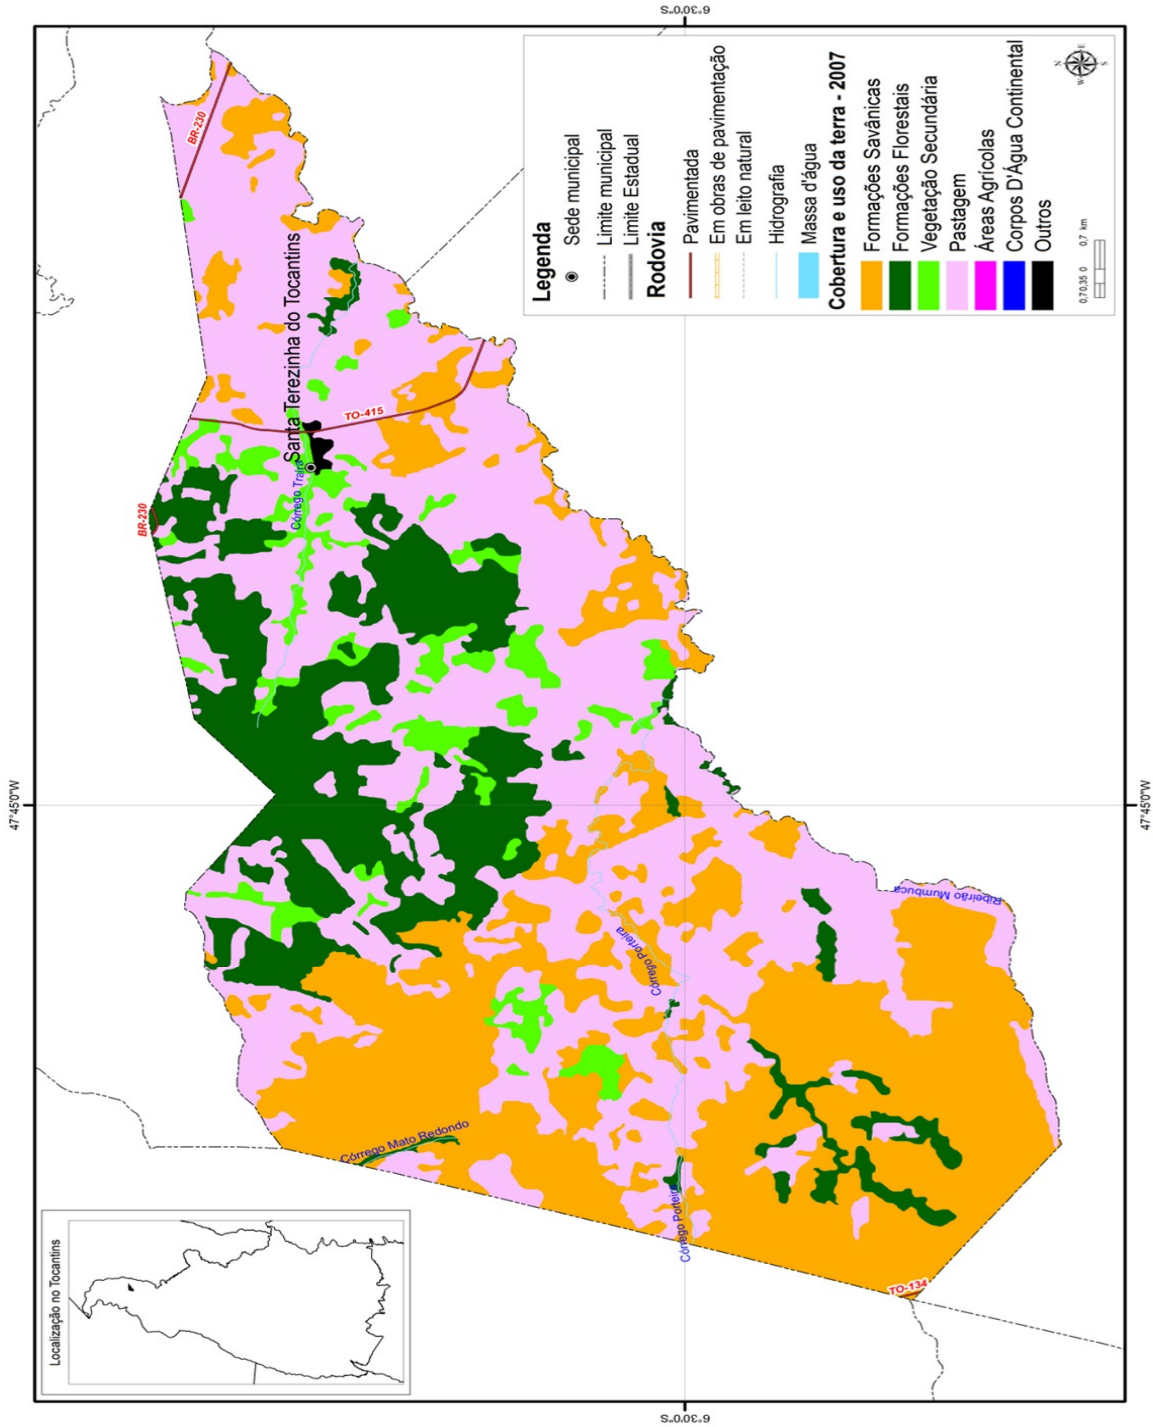 6°30'0"S
47°45'0"W
47°45'0"W
6°30'0"S
BR-230
BR-230
Santa Terezinha do Tocantins
TO-415
Córrego Traíra
Ribeirão Mumbuca
Córrego Porteira
Córrego Mato Redondo
Córrego Porteira
TO-134
Localização no Tocantins
Legenda
Sede municipal
Limite municipal
Limite Estadual
Rodovia
Pavimentada
Em obras de pavimentação
Em leito natural
Hidrografia
Massa d'água
Cobertura e uso da terra - 2007
Formações Savânicas
Formações Florestais
Vegetação Secundária
Pastagem
Áreas Agrícolas
Corpos D'Água Continental
Outros
0,7 0,35 0 0,7 km
N
W E
S